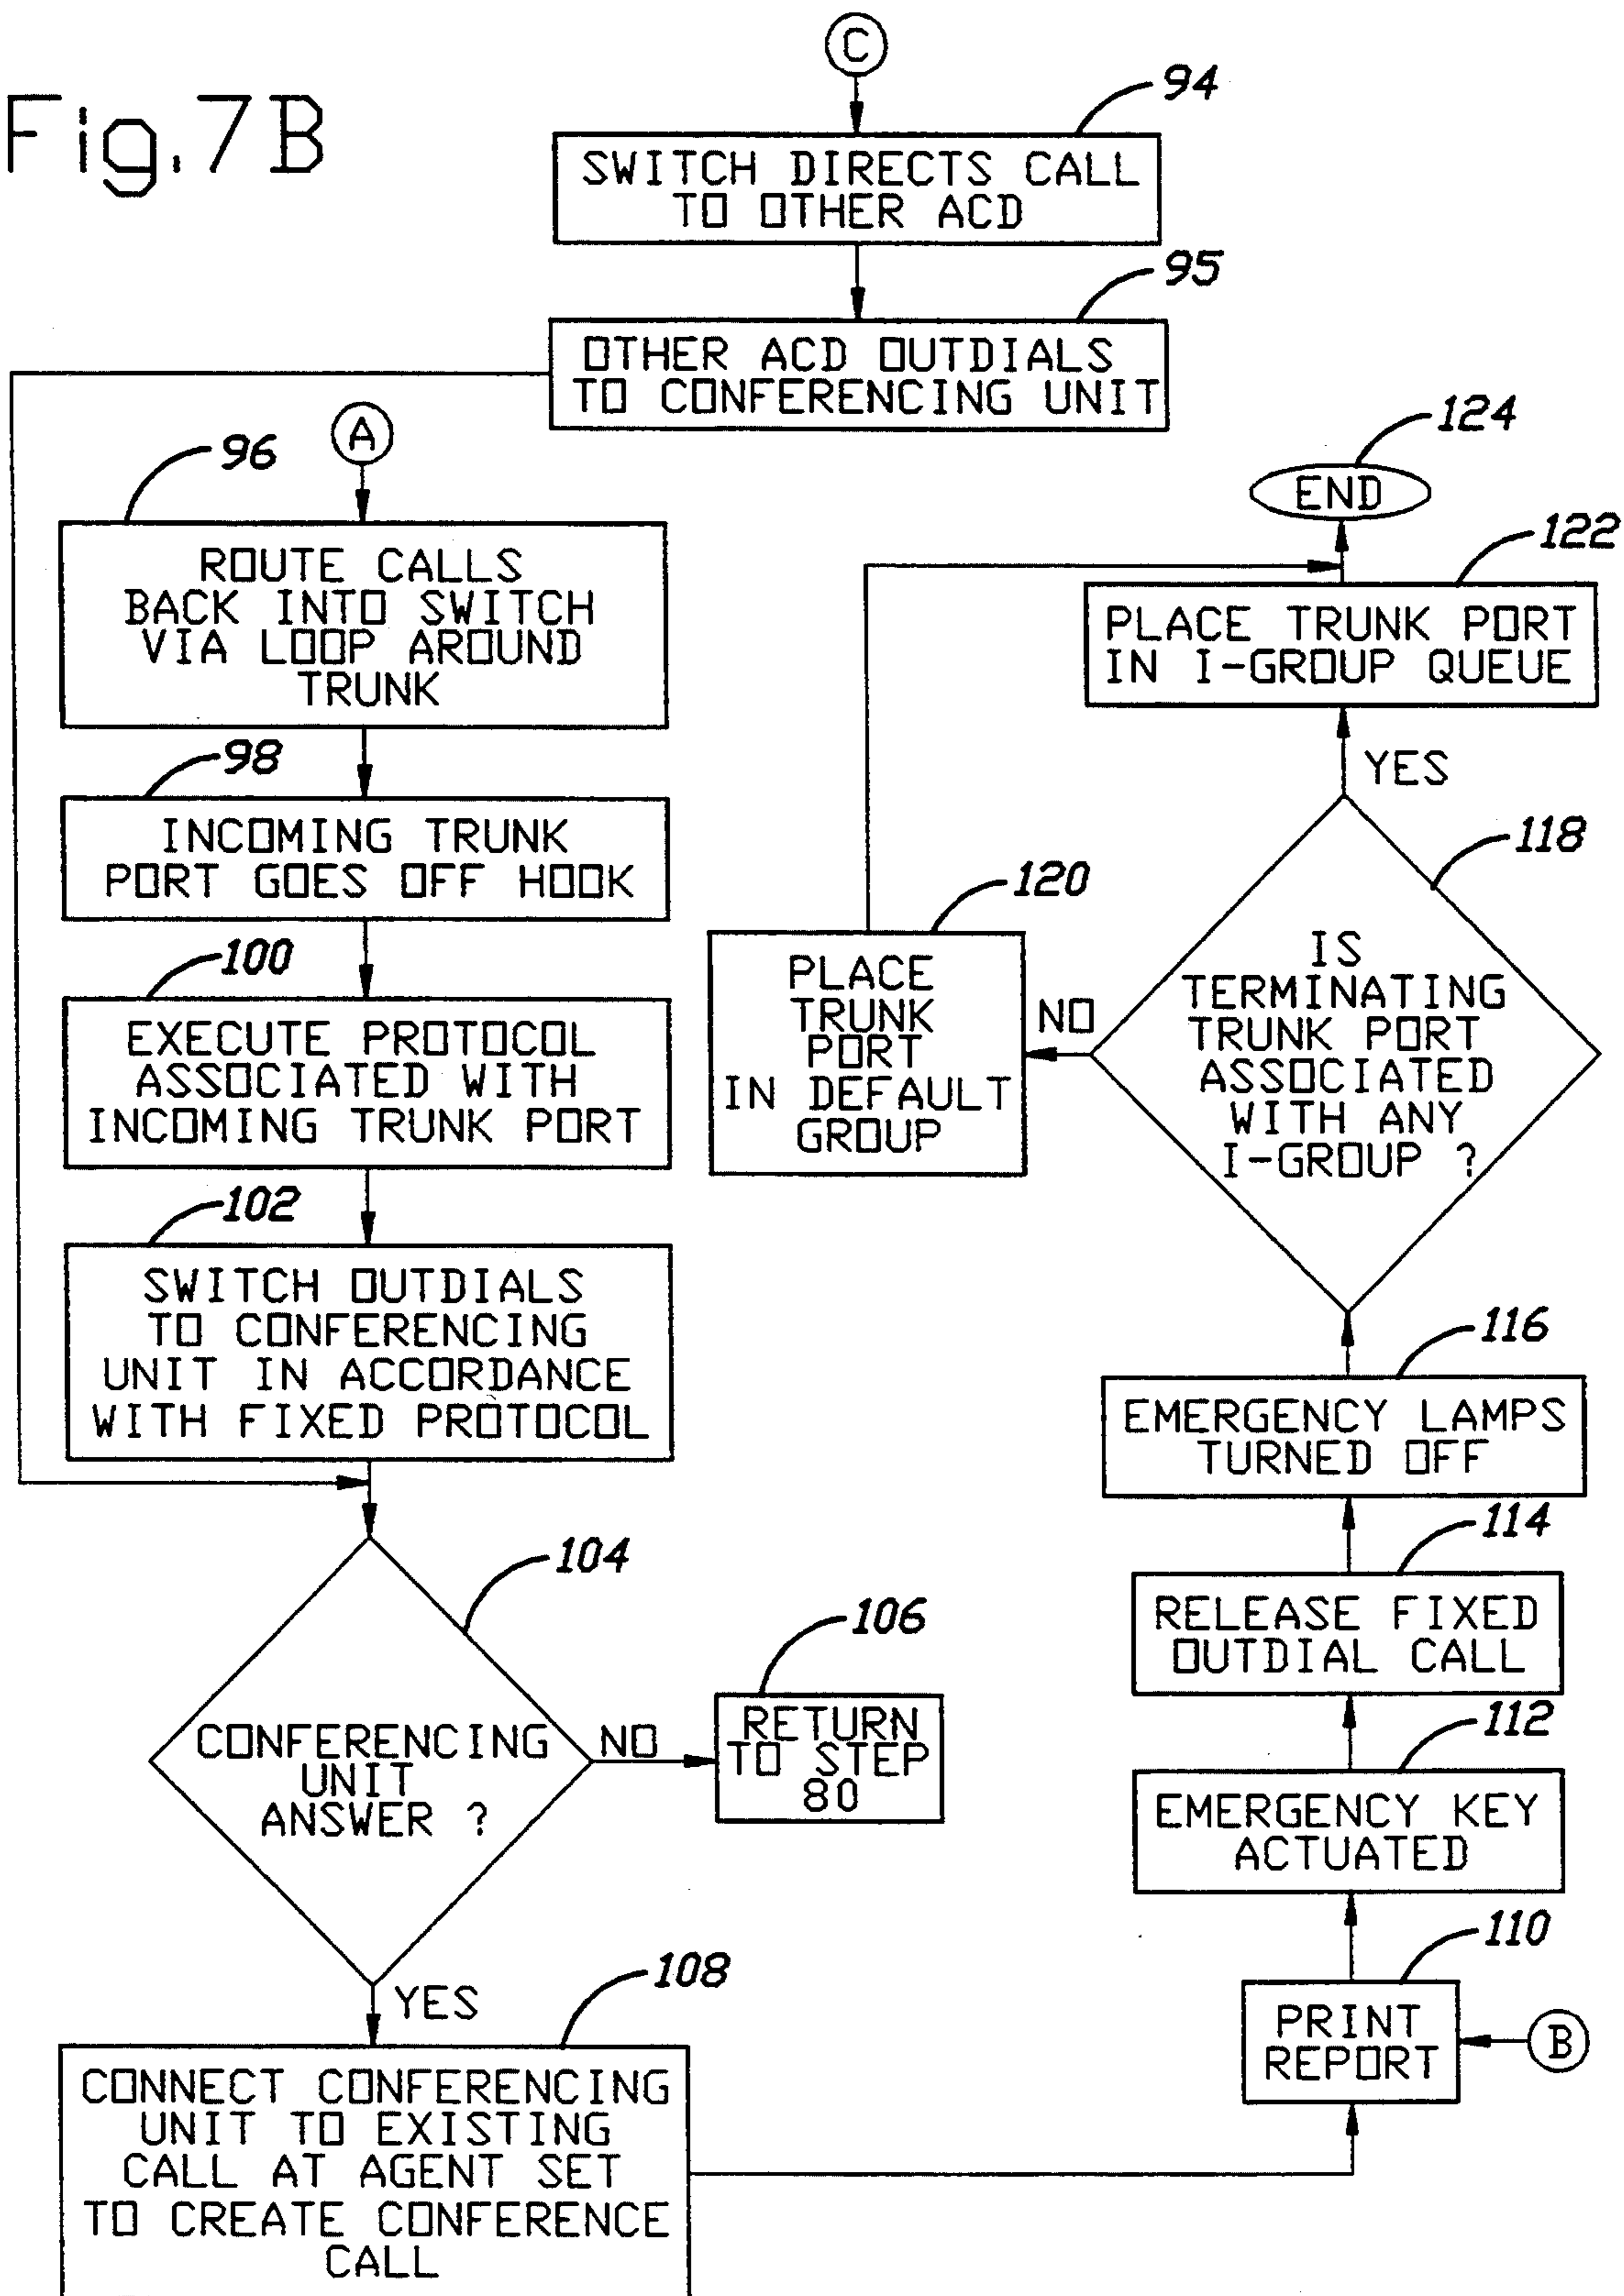 Fig.7B
C
94
SWITCH DIRECTS CALL
TO OTHER ACD
95
OTHER ACD OUTDIALS
TO CONFERENCING UNIT
A
96
ROUTE CALLS
BACK INTO SWITCH
VIA LOOP AROUND
TRUNK
98
INCOMING TRUNK
PORT GOES OFF HOOK
100
EXECUTE PROTOCOL
ASSOCIATED WITH
INCOMING TRUNK PORT
102
SWITCH OUTDIALS
TO CONFERENCING
UNIT IN ACCORDANCE
WITH FIXED PROTOCOL
104
CONFERENCING
UNIT
ANSWER ?
NO
106
RETURN
TO STEP
80
YES
108
CONNECT CONFERENCING
UNIT TO EXISTING
CALL AT AGENT SET
TO CREATE CONFERENCE
CALL
B
110
PRINT
REPORT
112
EMERGENCY KEY
ACTUATED
114
RELEASE FIXED
OUTDIAL CALL
116
EMERGENCY LAMPS
TURNED OFF
118
IS
TERMINATING
TRUNK PORT
ASSOCIATED
WITH ANY
I-GROUP ?
NO
120
PLACE
TRUNK
PORT
IN DEFAULT
GROUP
YES
122
PLACE TRUNK PORT
IN I-GROUP QUEUE
124
END